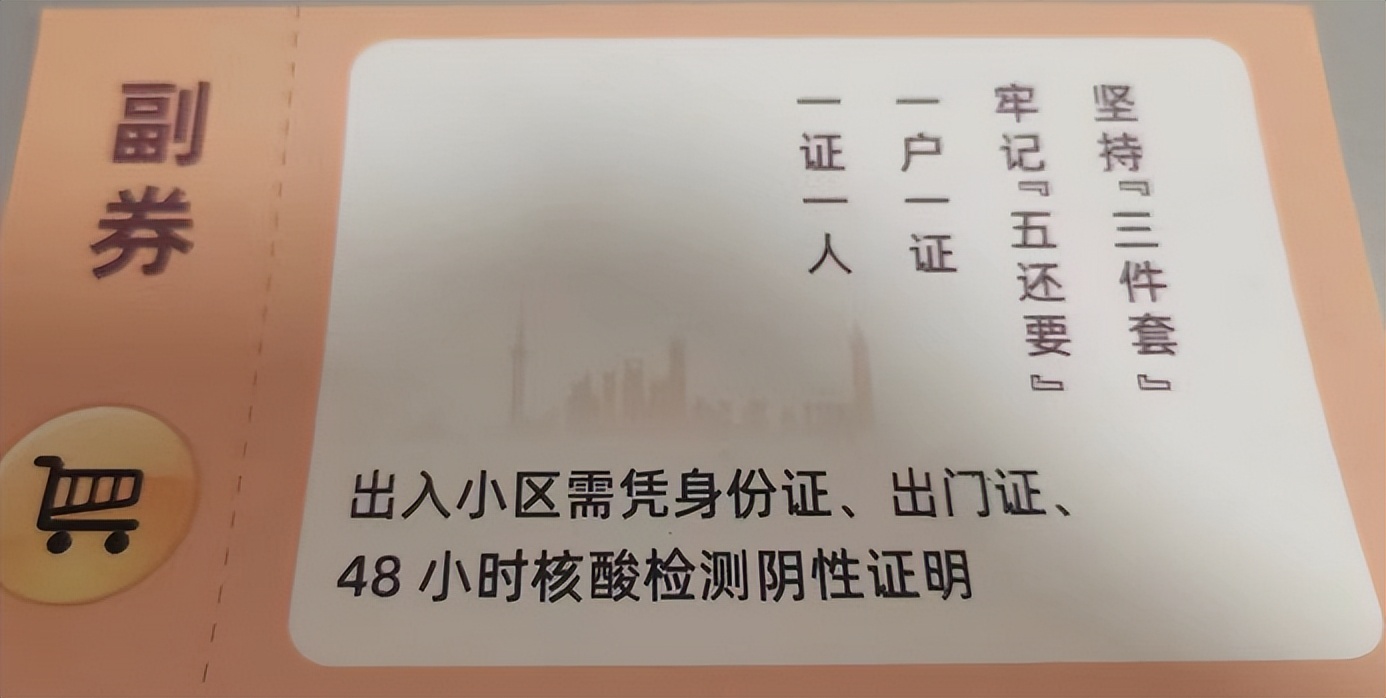 坚持『三件套』
牢记『五还要』
一户一证
一证一人
出入小区需凭身份证、出门证、
48小时核酸检测阴性证明
副券